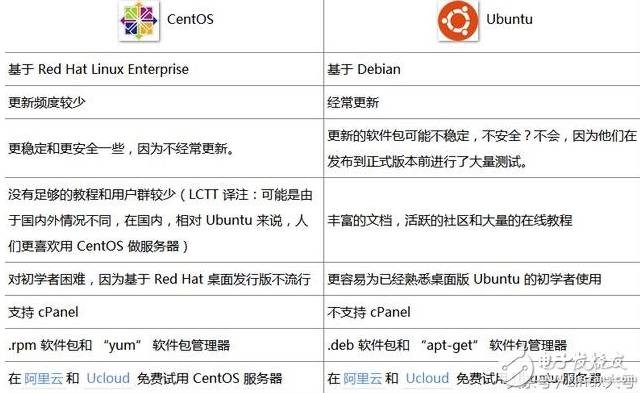 CentOS
Ubuntu
基于 Red Hat Linux Enterprise
基于 Debian
更新频度较少
经常更新
更稳定和更安全一些，因为不经常更新。
更新的软件包可能不稳定，不安全？不会，因为他们在
发布到正式版本前进行了大量测试。
没有足够的教程和用户群较少（LCTT 译注：可能是由
于国内外情况不同，在国内，相对 Ubuntu 来说，人
们更喜欢用 CentOS 做服务器）
丰富的文档，活跃的社区和大量的在线教程
对初学者困难，因为基于 Red Hat 桌面发行版不流行
更容易为已经熟悉桌面版 Ubuntu 的初学者使用
支持 cPanel
不支持 cPanel
.rpm 软件包和 “yum” 软件包管理器
.deb 软件包和 “apt-get” 软件包管理器
在 阿里云 和 Ucloud 免费试用 CentOS 服务器
在 阿里云 和 Ucloud 免费试用 Ubuntu 服务器
电子发烧友